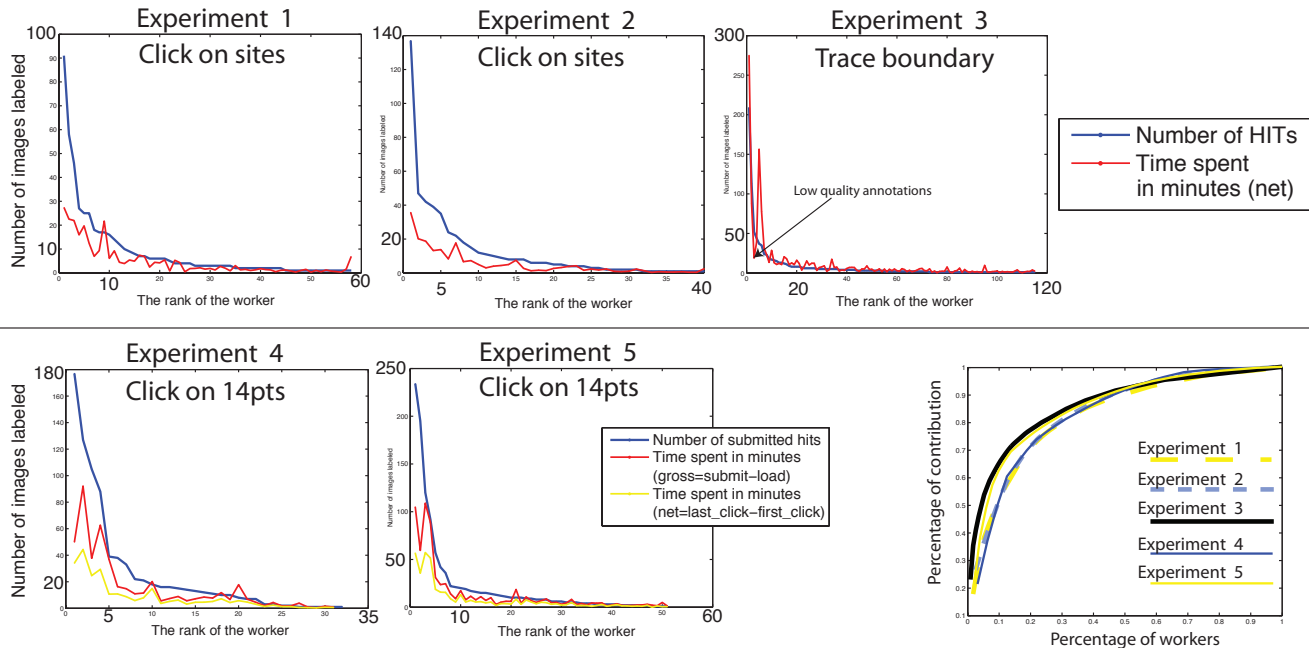 Experiment 1
Click on sites
Number of images labeled
100
90
80
70
60
50
40
30
20
10
0
0
10
20
30
40
50
60
The rank of the worker
Experiment 2
Click on sites
Number of images labeled
140
120
100
80
60
40
20
0
0
5
10
15
20
25
30
35
40
The rank of the worker
Experiment 3
Trace boundary
300
250
200
150
100
50
0
0
20
40
60
80
100
120
The rank of the worker
Low quality annotations
Number of HITs
Time spent
in minutes (net)
Experiment 4
Click on 14pts
Number of images labeled
180
160
140
120
100
80
60
40
20
0
0
5
10
15
20
25
30
35
The rank of the worker
Experiment 5
Click on 14pts
Number of images labeled
250
200
150
100
50
0
0
10
20
30
40
50
60
The rank of the worker
Number of submitted hits
Time spent in minutes
(gross=submit−load)
Time spent in minutes
(net=last_click−first_click)
Percentage of contribution
1
0.9
0.8
0.7
0.6
0.5
0.4
0.3
0.2
0.1
0
0.1
0.2
0.3
0.4
0.5
0.6
0.7
0.8
0.9
1
Percentage of workers
Experiment 1
Experiment 2
Experiment 3
Experiment 4
Experiment 5